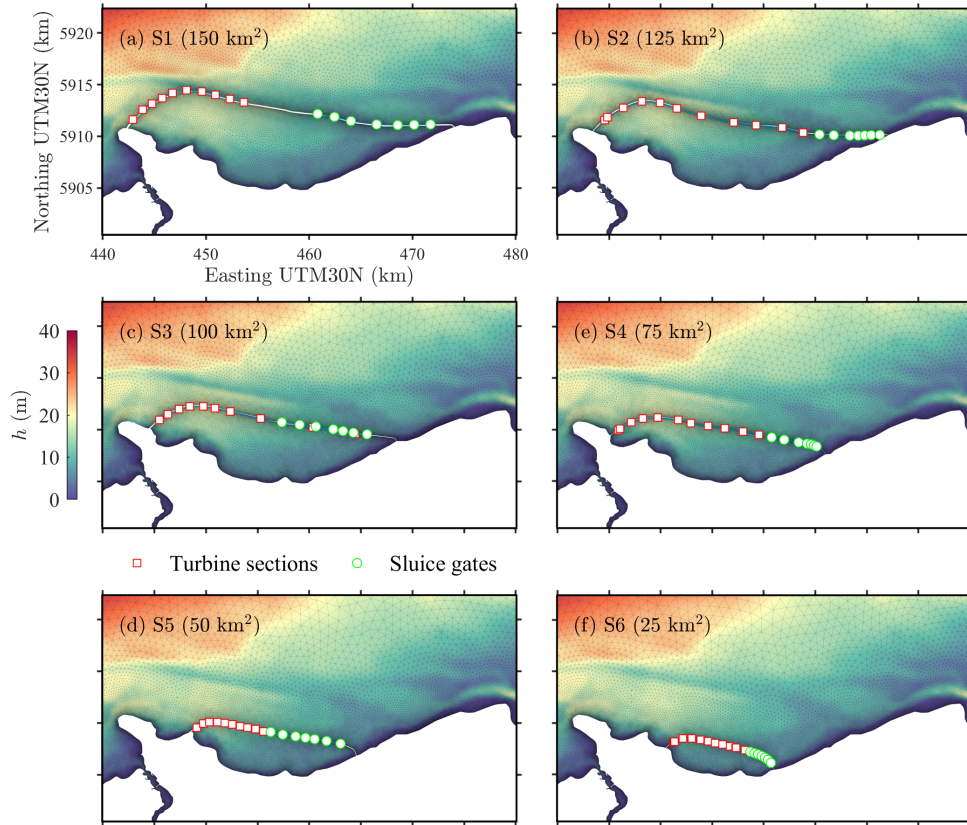 5920
5915
5910
5905
Northing UTM30N (km)
(a) S1 (150 km²)
(b) S2 (125 km²)
440
450
460
470
480
Easting UTM30N (km)
(c) S3 (100 km²)
(e) S4 (75 km²)
40
30
20
10
0
h (m)
Turbine sections
Sluice gates
(d) S5 (50 km²)
(f) S6 (25 km²)